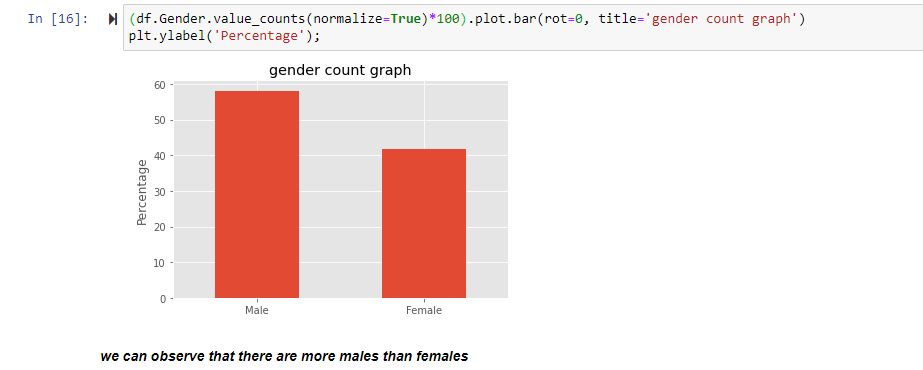 In [16]: (df.Gender.value_counts(normalize=True)*100).plot.bar(rot=0, title='gender count graph')
plt.ylabel('Percentage');
gender count graph
60
50
40
30
20
10
0
Percentage
Male Female
we can observe that there are more males than females